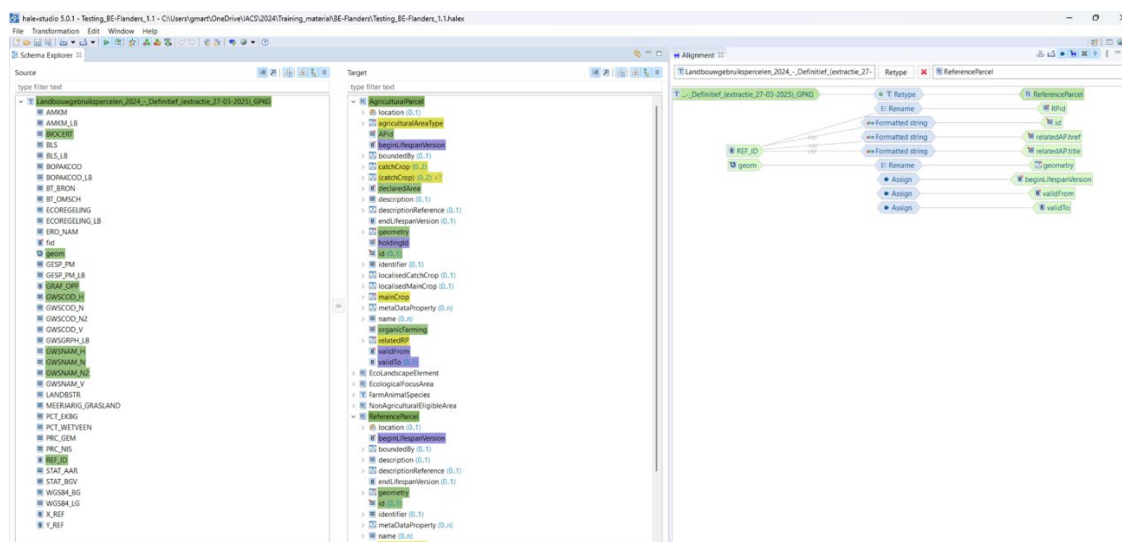 hale»studio 5.0.1 - Testing_BE-Flanders_1.1 - C:\Users\gmart\OneDrive\IACS\2024\Training_material\BE-Flanders\Testing_BE-Flanders_1.1.halex
File Transformation Edit Window Help
Schema Explorer
Source
type filter text
Landbouwgebruikspercelen_2024_-_Definitief_(extractie_27-03-2025)_GPKG
AMKM
AMKM_LB
BIOCERT
BLS
BLS_LB
BOPAKCOD
BOPAKCOD_LB
BT_BRON
BT_OMSCH
ECOREGELING
ECOREGELING_LB
ERO_NAM
fid
geom
GESP_PM
GESP_PM_LB
GRAF_OPP
GWSCOD_H
GWSCOD_N
GWSCOD_N2
GWSCOD_V
GWSGRPH_LB
GWSNAM_H
GWSNAM_N
GWSNAM_N2
GWSNAM_V
LANDBSTR
MEERJARIG_GRASLAND
PCT_EKBG
PCT_WETVEEN
PRC_GEM
PRC_NIS
REF_ID
STAT_AAR
STAT_BGV
WGS84_BG
WGS84_LG
X_REF
Y_REF
Target
type filter text
AgriculturalParcel
location (0..1)
agriculturalAreaType
APid
beginLifespanVersion
boundedBy (0..1)
catchCrop (0..2)
(catchCrop) (0..2)
declaredArea
description (0..1)
descriptionReference (0..1)
endLifespanVersion (0..1)
geometry
holdingId
id (0..1)
identifier (0..1)
localisedCatchCrop (0..1)
localisedMainCrop (0..1)
mainCrop
metaDataProperty (0..n)
name (0..n)
organicFarming
relatedRP
validFrom
validTo (0..1)
EcoLandscapeElement
EcologicalFocusArea
FarmAnimalSpecies
NonAgriculturalEligibleArea
ReferenceParcel
location (0..1)
beginLifespanVersion
boundedBy (0..1)
description (0..1)
descriptionReference (0..1)
endLifespanVersion (0..1)
geometry
id (0..1)
identifier (0..1)
metaDataProperty (0..n)
name (0..n)
Alignment
Landbouwgebruikspercelen_2024_-_Definitief_(extractie_27- Retype ReferenceParcel
..._-_Definitief_(extractie_27-03-2025)_GPKG Retype ReferenceParcel
Rename RPid
Formatted string id
Formatted string relatedAP.href
REF_ID Formatted string relatedAP.title
geom Rename geometry
Assign beginLifespanVersion
Assign validFrom
Assign validTo